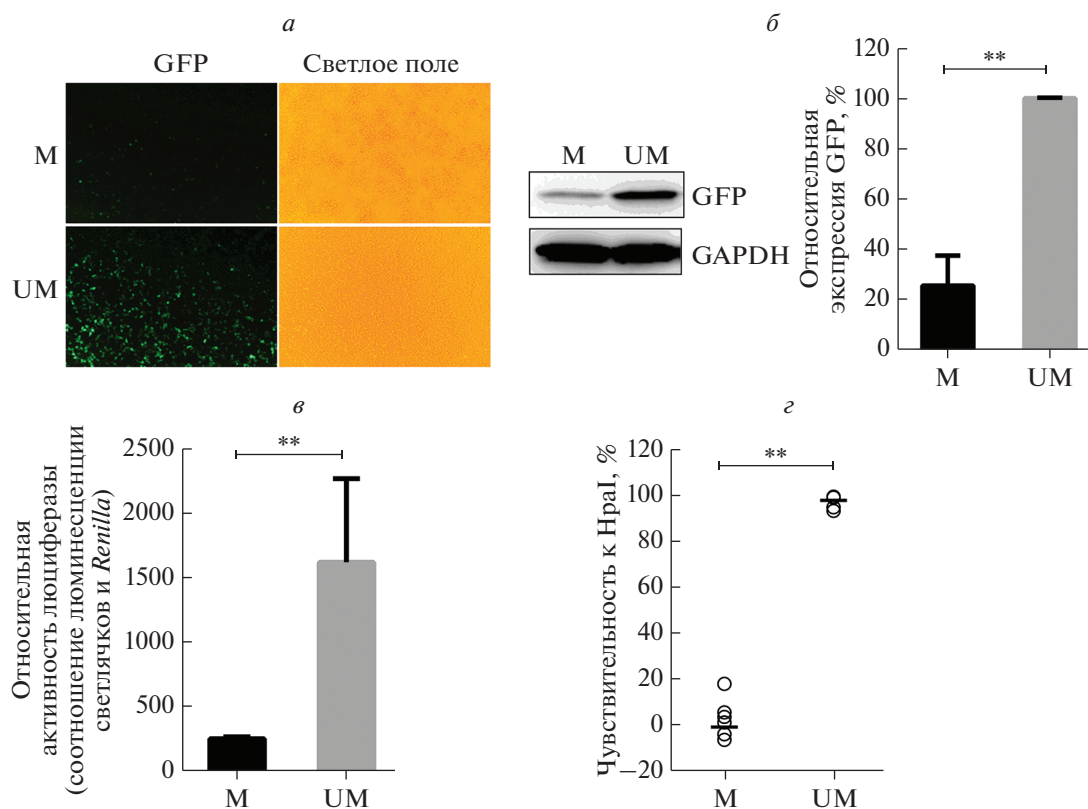 а
GFP Светлое поле
M
UM
б
M UM
GFP
GAPDH
Относительная
экспрессия GFP, %
120
100
80
60
40
20
0
**
M UM
в
Относительная
активность люциферазы
(соотношение люминесценции
светлячков и Renilla)
2500
2000
1500
1000
500
0
**
M UM
г
Чувствительность к HpaI, %
120
100
80
60
40
20
0
–20
**
M UM